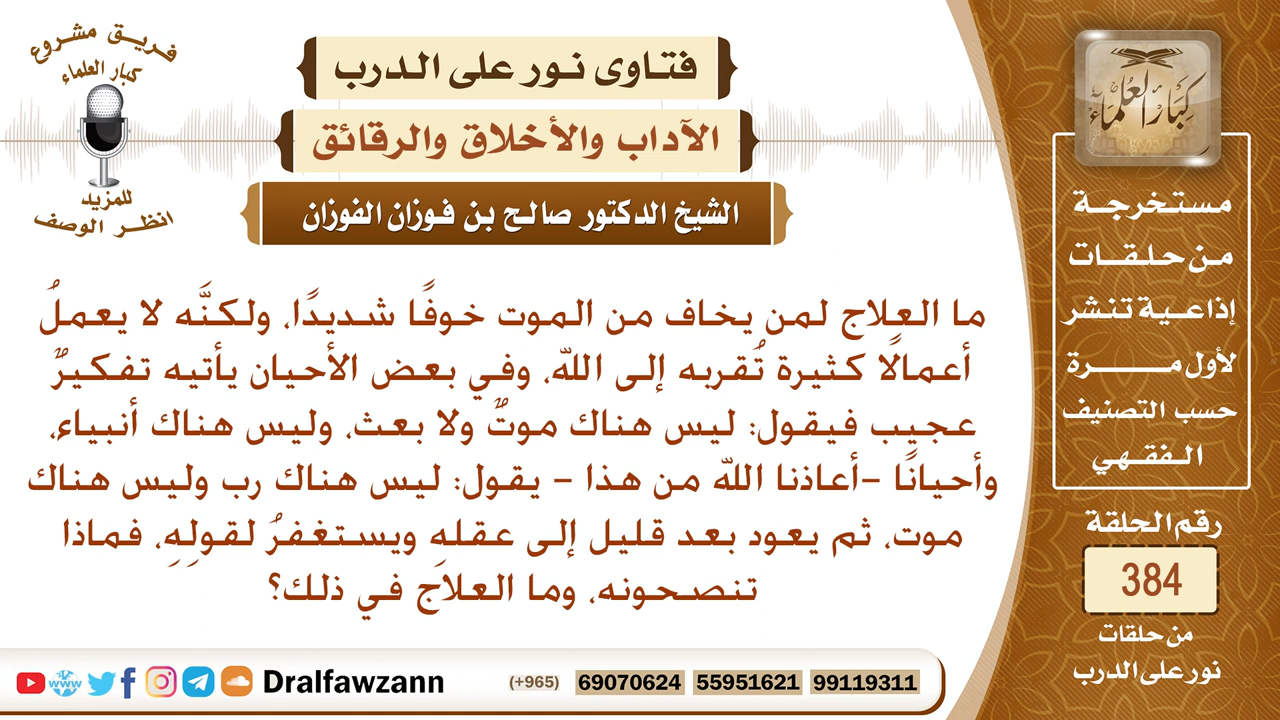 فريق مشروع
كبار العلماء
للمزيد
انظر الوصف
فتاوى نور على الدرب
الآداب والأخلاق والرقائق
الشيخ الدكتور صالح بن فوزان الفوزان
ما العلاج لمن يخاف من الموت خوفًا شديدًا، ولكنَّه لا يعملُ
أعمالًا كثيرة تُقربه إلى الله، وفي بعض الأحيان يأتيه تفكيرٌ
عجيب فيقول: ليس هناك موتٌ ولا بعث، وليس هناك أنبياء،
وأحيانًا –أعاذنا الله من هذا – يقول: ليس هناك رب وليس هناك
موت، ثم يعود بعد قليل إلى عقلهِ ويستغفرُ لقولِهِ، فماذا
تنصحونه، وما العلاج في ذلك؟
كبار العلماء
مستخرجة
من حلقات
إذاعية تنشر
لأول مرة
حسب التصنيف
الفقهي
رقم الحلقة
384
من حلقات
نور على الدرب
Dralfawzann (+965) 69070624 55951621 99119311
www